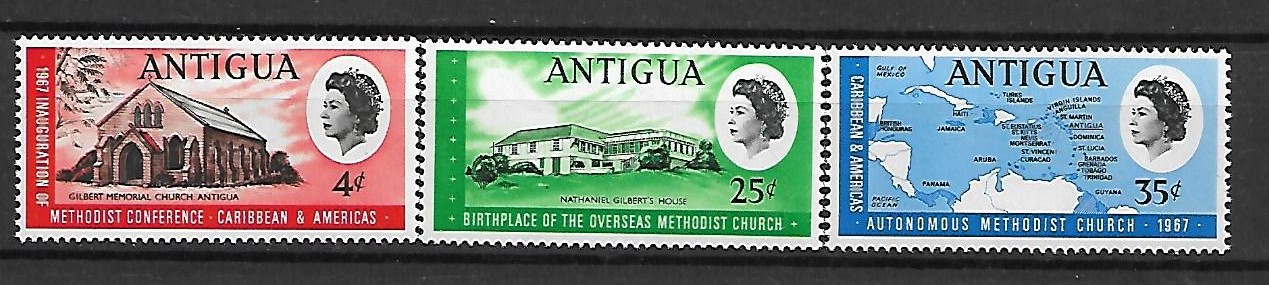 1967 INAUGURATION OF
ANTIGUA
4¢
GILBERT MEMORIAL CHURCH. ANTIGUA
METHODIST CONFERENCE · CARIBBEAN & AMERICAS ·
ANTIGUA
25¢
NATHANIEL GILBERT'S HOUSE
+ BIRTHPLACE OF THE OVERSEAS METHODIST CHURCH +
CARIBBEAN & AMERICAS
ANTIGUA
GULF OF
MEXICO
TURKS
ISLANDS
HAITI
VIRGIN ISLANDS
ANGUILLA
ST. MARTIN
BRITISH
HONDURAS
JAMAICA
ST. EUSTATIUS
ST. KITTS
NEVIS
MONTSERRAT
ANTIGUA
DOMINICA
ST. VINCENT
ST. LUCIA
ARUBA
CURACAO
BARBADOS
GRENADA
TOBAGO
TRINIDAD
PANAMA
GUYANA
PACIFIC
OCEAN
35¢
· AUTONOMOUS METHODIST CHURCH · 1967 ·